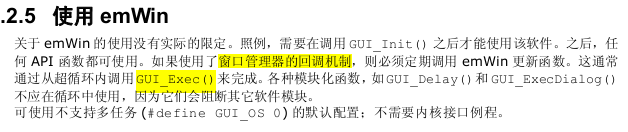 .2.5 使用 emWin
关于 emWin 的使用没有实际的限定。照例，需要在调用 GUI_Init() 之后才能使用该软件。之后，任
何 API 函数都可使用。如果使用了窗口管理器的回调机制，则必须定期调用 emWin 更新函数。这通常
通过从超循环内调用 GUI_Exec() 来完成。各种模块化函数，如 GUI_Delay() 和 GUI_ExecDialog()
不应在循环中使用，因为它们会阻断其它软件模块。
可使用不支持多任务 (#define GUI_OS 0) 的默认配置；不需要内核接口例程。